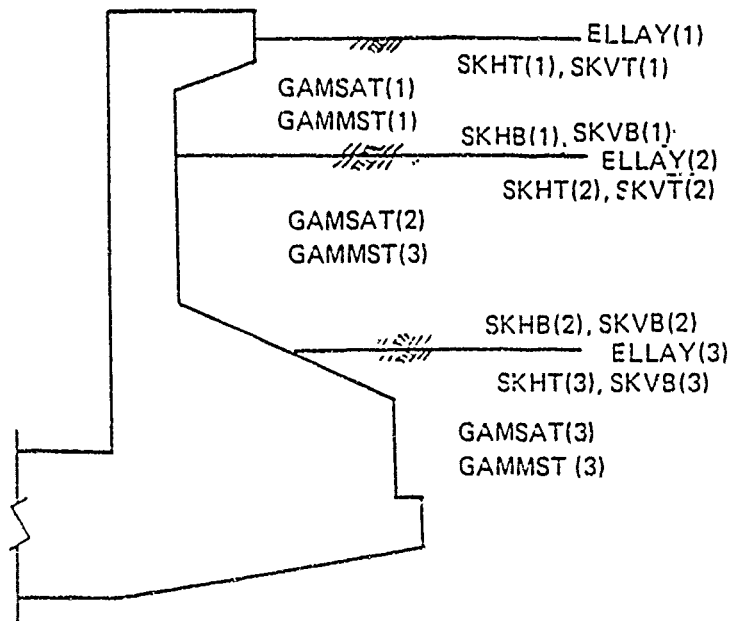 ELLAY(1)
SKHT(1), SKVT(1)
GAMSAT(1)
GAMMST(1)
SKHB(1), SKVB(1)
ELLAY(2)
SKHT(2), SKVT(2)
GAMSAT(2)
GAMMST(3)
SKHB(2), SKVB(2)
ELLAY(3)
SKHT(3), SKVB(3)
GAMSAT(3)
GAMMST (3)